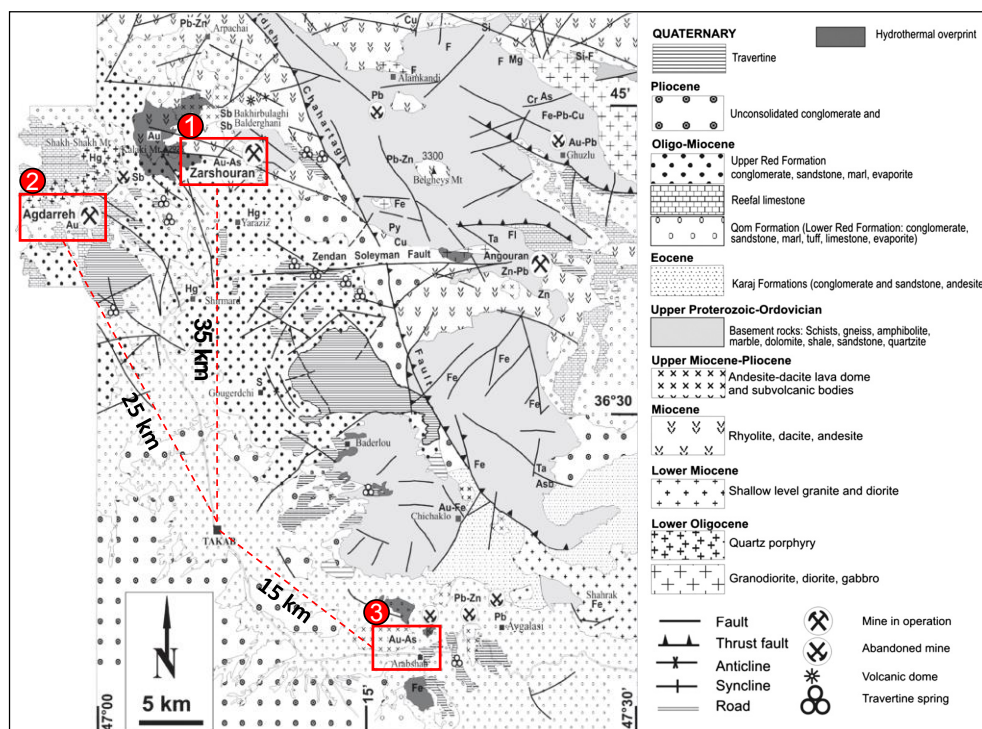 Pb-Zn
Arpachai
Cu
Si
F
F
Mg
Si-F
Alamkandi
F
45'
Pb
Cr
As
Fe-Pb-Cu
Chahartagh
Sb
Bakhirbulaghi
Sb
Balderghani
Au
1
Au-Pb
Ghuzlu
Shakh-Shakh Mt
Hg
Au-As
Zarshouran
Pb-Zn
3300
Belgheys Mt
2
Sb
Agdarreh
Au
Hg
Yaraziz
Fe
Py
Cu
Ta
Fl
Zendan Soleyman Fault
Angouran
Zn-Pb
Zn
Hg
Shirmard
35 km
Fault
Fe
Fe
S
Gougerdchi
Fe
36°30
25 km
Baderlou
Fe
Ta
Asb
Au-Fe
Chichaklo
TAKAB
15 km
Shahrak
Fe
3
Pb-Zn
Pb
Aygalasi
Au-As
Arabshah
Fe
N
5 km
47°00
15'
47°30'
QUATERNARY
Travertine
Hydrothermal overprint
Pliocene
Unconsolidated conglomerate and
Oligo-Miocene
Upper Red Formation
conglomerate, sandstone, marl, evaporite
Reefal limestone
Qom Formation (Lower Red Formation: conglomerate,
sandstone, marl, tuff, limestone, evaporite)
Eocene
Karaj Formations (conglomerate and sandstone, andesite
Upper Proterozoic-Ordovician
Basement rocks: Schists, gneiss, amphibolite,
marble, dolomite, shale, sandstone, quartzite
Upper Miocene-Pliocene
Andesite-dacite lava dome
and subvolcanic bodies
Miocene
Rhyolite, dacite, andesite
Lower Miocene
Shallow level granite and diorite
Lower Oligocene
Quartz porphyry
Granodiorite, diorite, gabbro
Fault
Thrust fault
Anticline
Syncline
Road
Mine in operation
Abandoned mine
Volcanic dome
Travertine spring